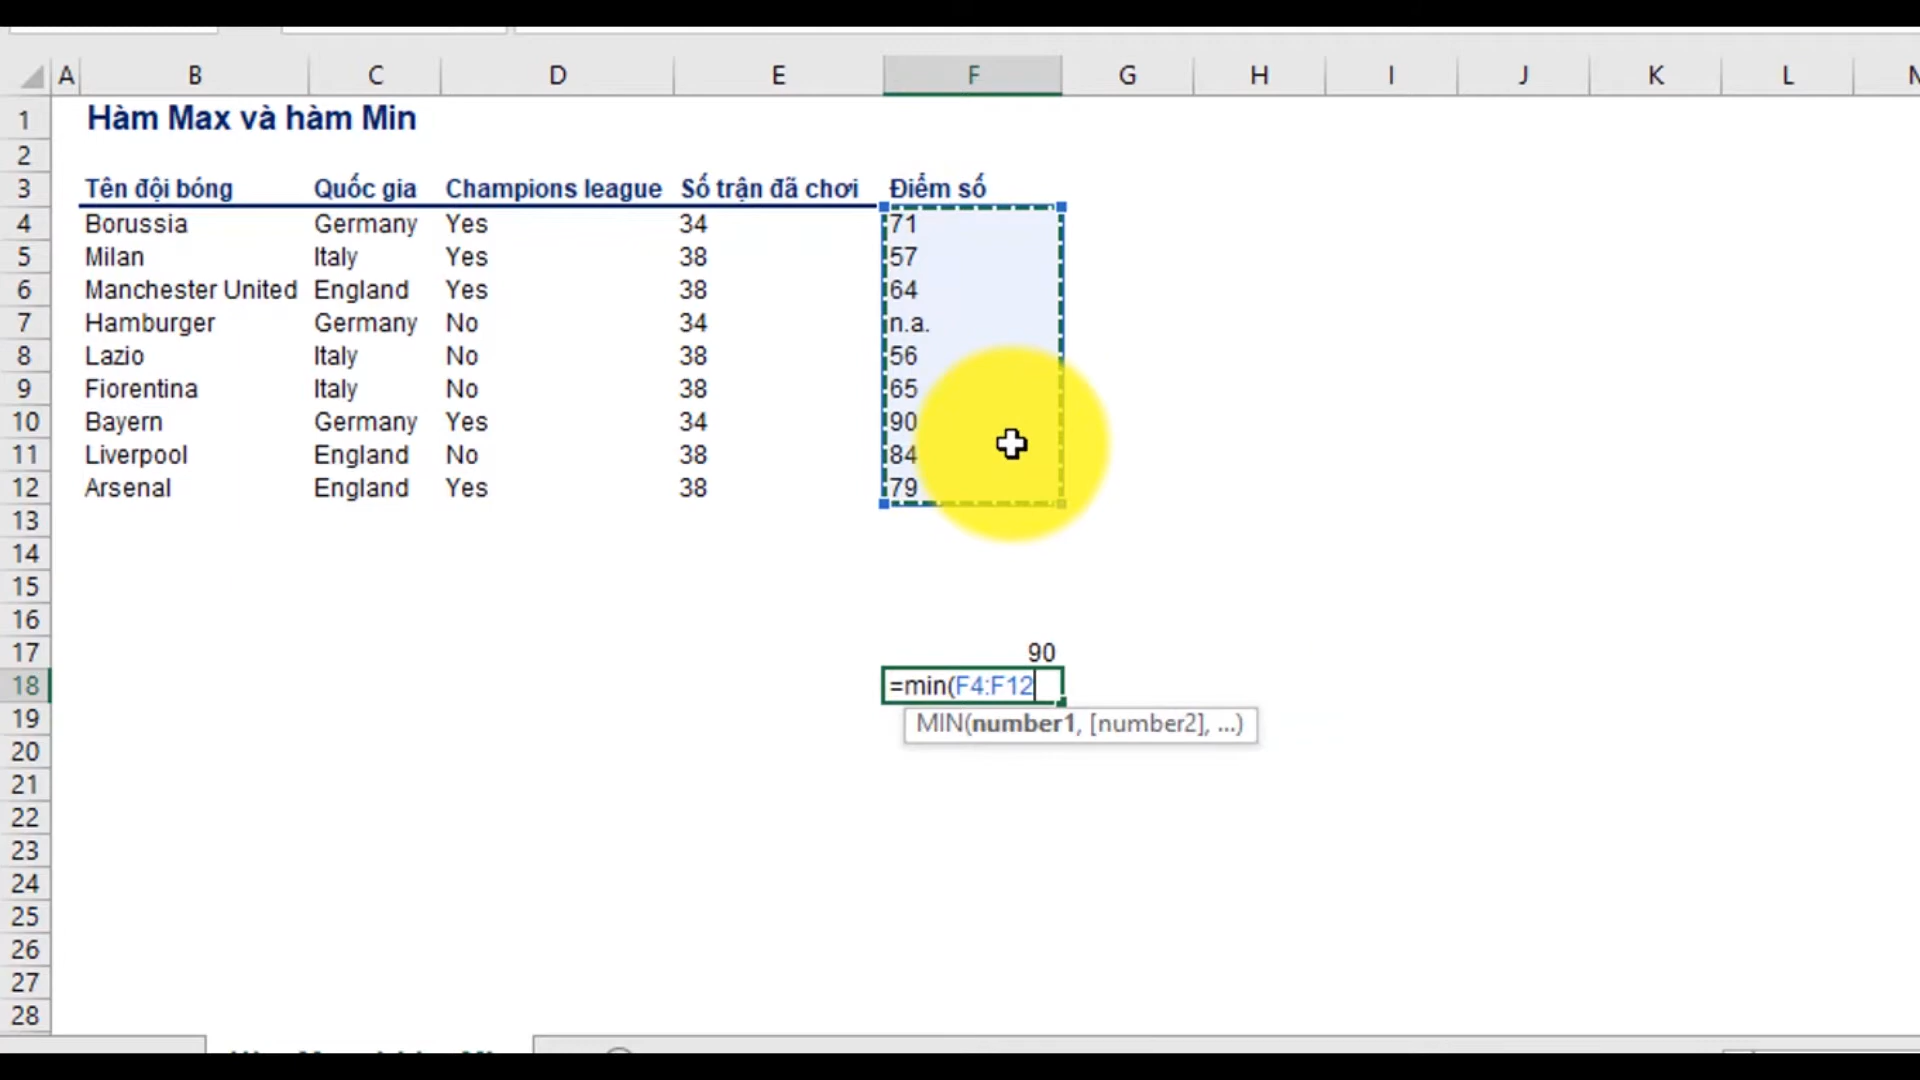 A B C D E F G H I J K L
1 Hàm Max và hàm Min
2
3 Tên đội bóng Quốc gia Champions league Số trận đã chơi Điểm số
4 Borussia Germany Yes 34 71
5 Milan Italy Yes 38 57
6 Manchester United England Yes 38 64
7 Hamburger Germany No 34 n.a.
8 Lazio Italy No 38 56
9 Fiorentina Italy No 38 65
10 Bayern Germany Yes 34 90
11 Liverpool England No 38 84
12 Arsenal England Yes 38 79
13
14
15
16
17 90
18 =min(F4:F12
19 MIN(number1, [number2], ...)
20
21
22
23
24
25
26
27
28